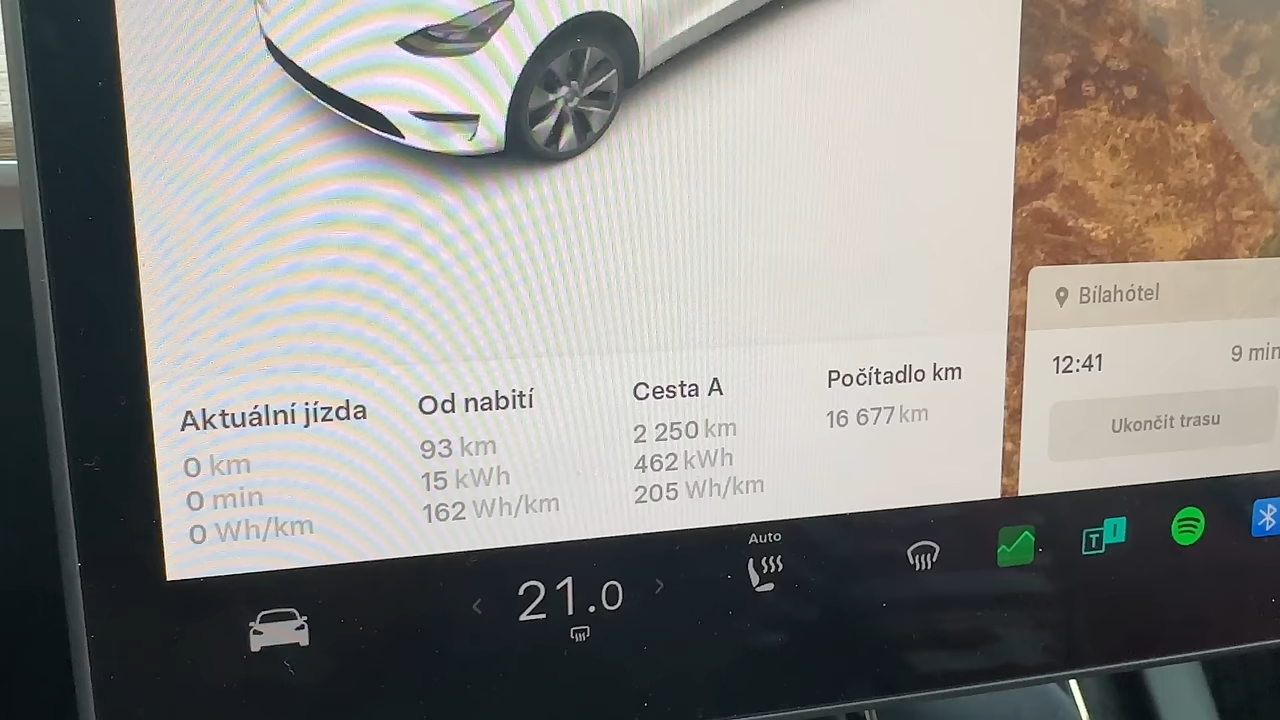 Aktuální jízda
0 km
0 min
0 Wh/km
Od nabití
93 km
15 kWh
162 Wh/km
Cesta A
2 250 km
462 kWh
205 Wh/km
Počítadlo km
16 677 km
Bílahótel
12:41
9 min
Ukončit trasu
Auto
21.0
T
I